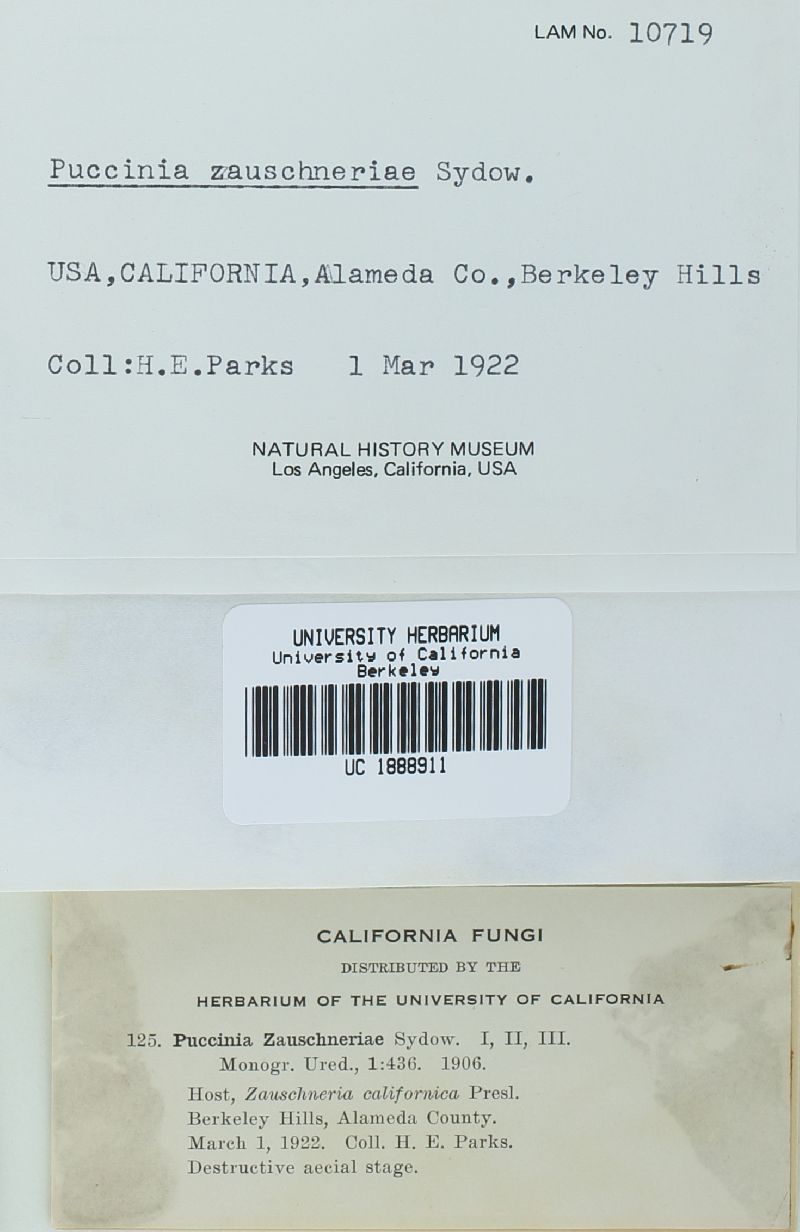 LAM No. 10719
Puccinia zauschneriae Sydow.
USA,CALIFORNIA,Alameda Co.,Berkeley Hills
Coll:H.E.Parks 1 Mar 1922
NATURAL HISTORY MUSEUM
Los Angeles, California, USA
UNIVERSITY HERBARIUM
University of California
Berkeley
UC 1888911
CALIFORNIA FUNGI
DISTRIBUTED BY THE
HERBARIUM OF THE UNIVERSITY OF CALIFORNIA
125. Puccinia Zauschneriae Sydow. I, II, III.
Monogr. Ured., 1:436. 1906.
Host, Zauschneria californica Presl.
Berkeley Hills, Alameda County.
March 1, 1922. Coll. H. E. Parks.
Destructive aecial stage.